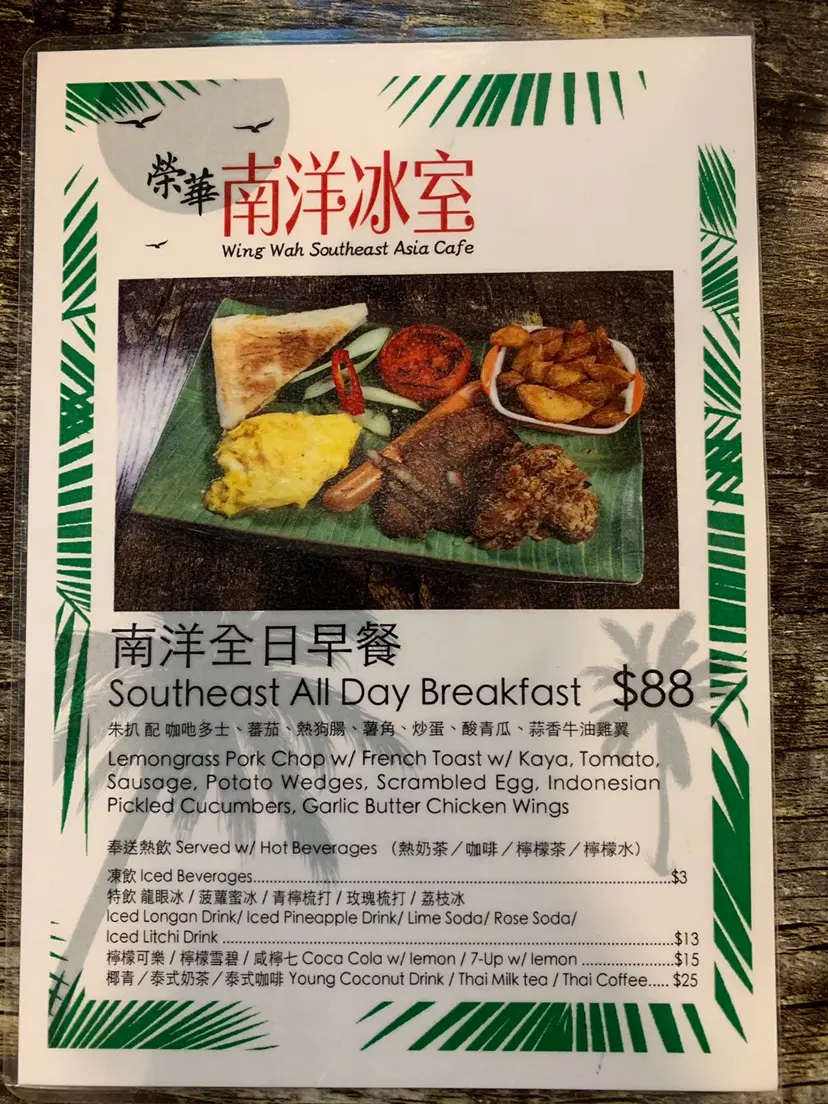 榮華 南洋冰室
Wing Wah Southeast Asia Cafe
南洋全日早餐
Southeast All Day Breakfast $88
朱扒 配 咖吔多士、蕃茄、熱狗腸、薯角、炒蛋、酸青瓜、蒜香牛油雞翼
Lemongrass Pork Chop w/ French Toast w/ Kaya, Tomato,
Sausage, Potato Wedges, Scrambled Egg, Indonesian
Pickled Cucumbers, Garlic Butter Chicken Wings
奉送熱飲 Served w/ Hot Beverages （熱奶茶／咖啡／檸檬茶／檸檬水）
凍飲 Iced Beverages........................................................................................$3
特飲 龍眼冰 / 菠蘿蜜冰 / 青檸梳打 / 玫瑰梳打 / 荔枝冰
Iced Longan Drink/ Iced Pineapple Drink/ Lime Soda/ Rose Soda/
Iced Litchi Drink ...............................................................................................$13
檸檬可樂 / 檸檬雪碧 / 咸檸七 Coca Cola w/ lemon / 7-Up w/ lemon ...................$15
椰青／泰式奶茶／泰式咖啡 Young Coconut Drink / Thai Milk tea / Thai Coffee..... $25